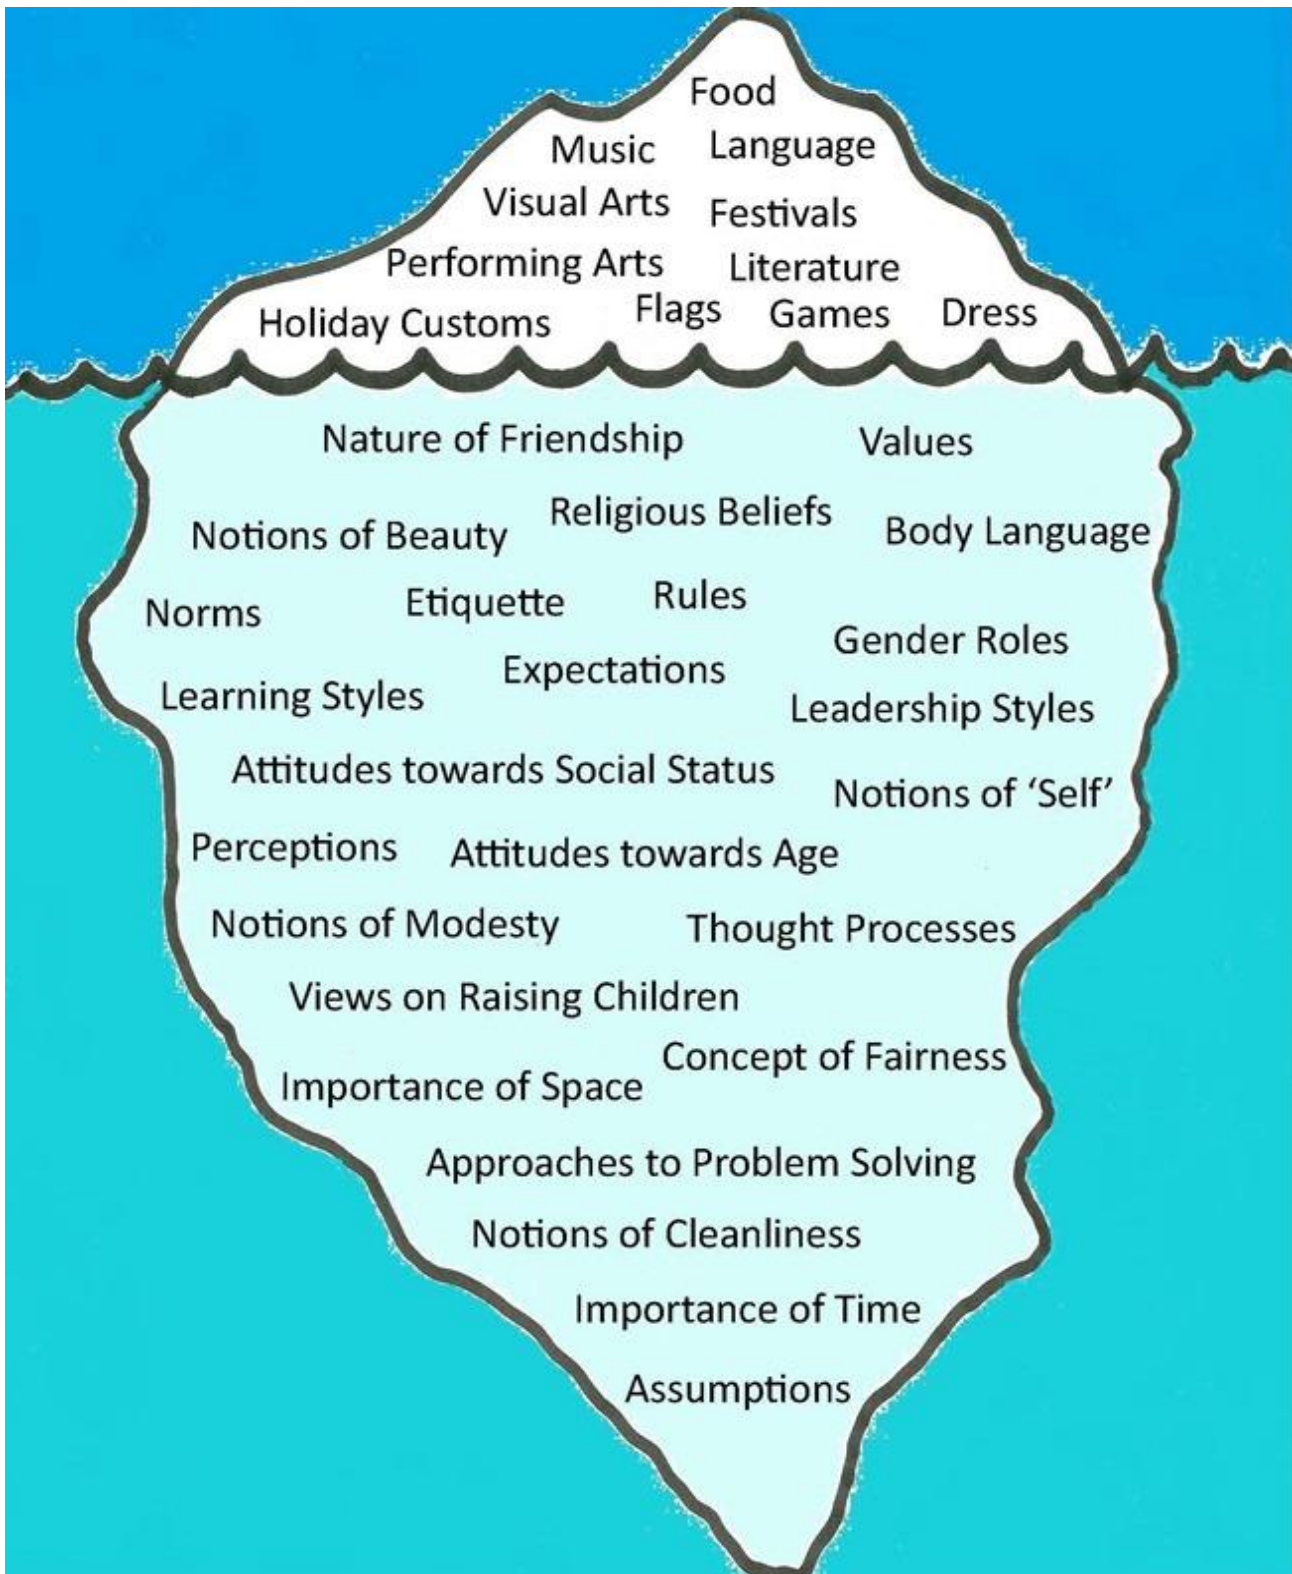 Food
Music
Language
Visual Arts
Festivals
Performing Arts
Literature
Holiday Customs
Flags
Games
Dress
Nature of Friendship
Values
Notions of Beauty
Religious Beliefs
Body Language
Norms
Etiquette
Rules
Gender Roles
Expectations
Learning Styles
Leadership Styles
Attitudes towards Social Status
Notions of ‘Self’
Perceptions
Attitudes towards Age
Notions of Modesty
Thought Processes
Views on Raising Children
Concept of Fairness
Importance of Space
Approaches to Problem Solving
Notions of Cleanliness
Importance of Time
Assumptions